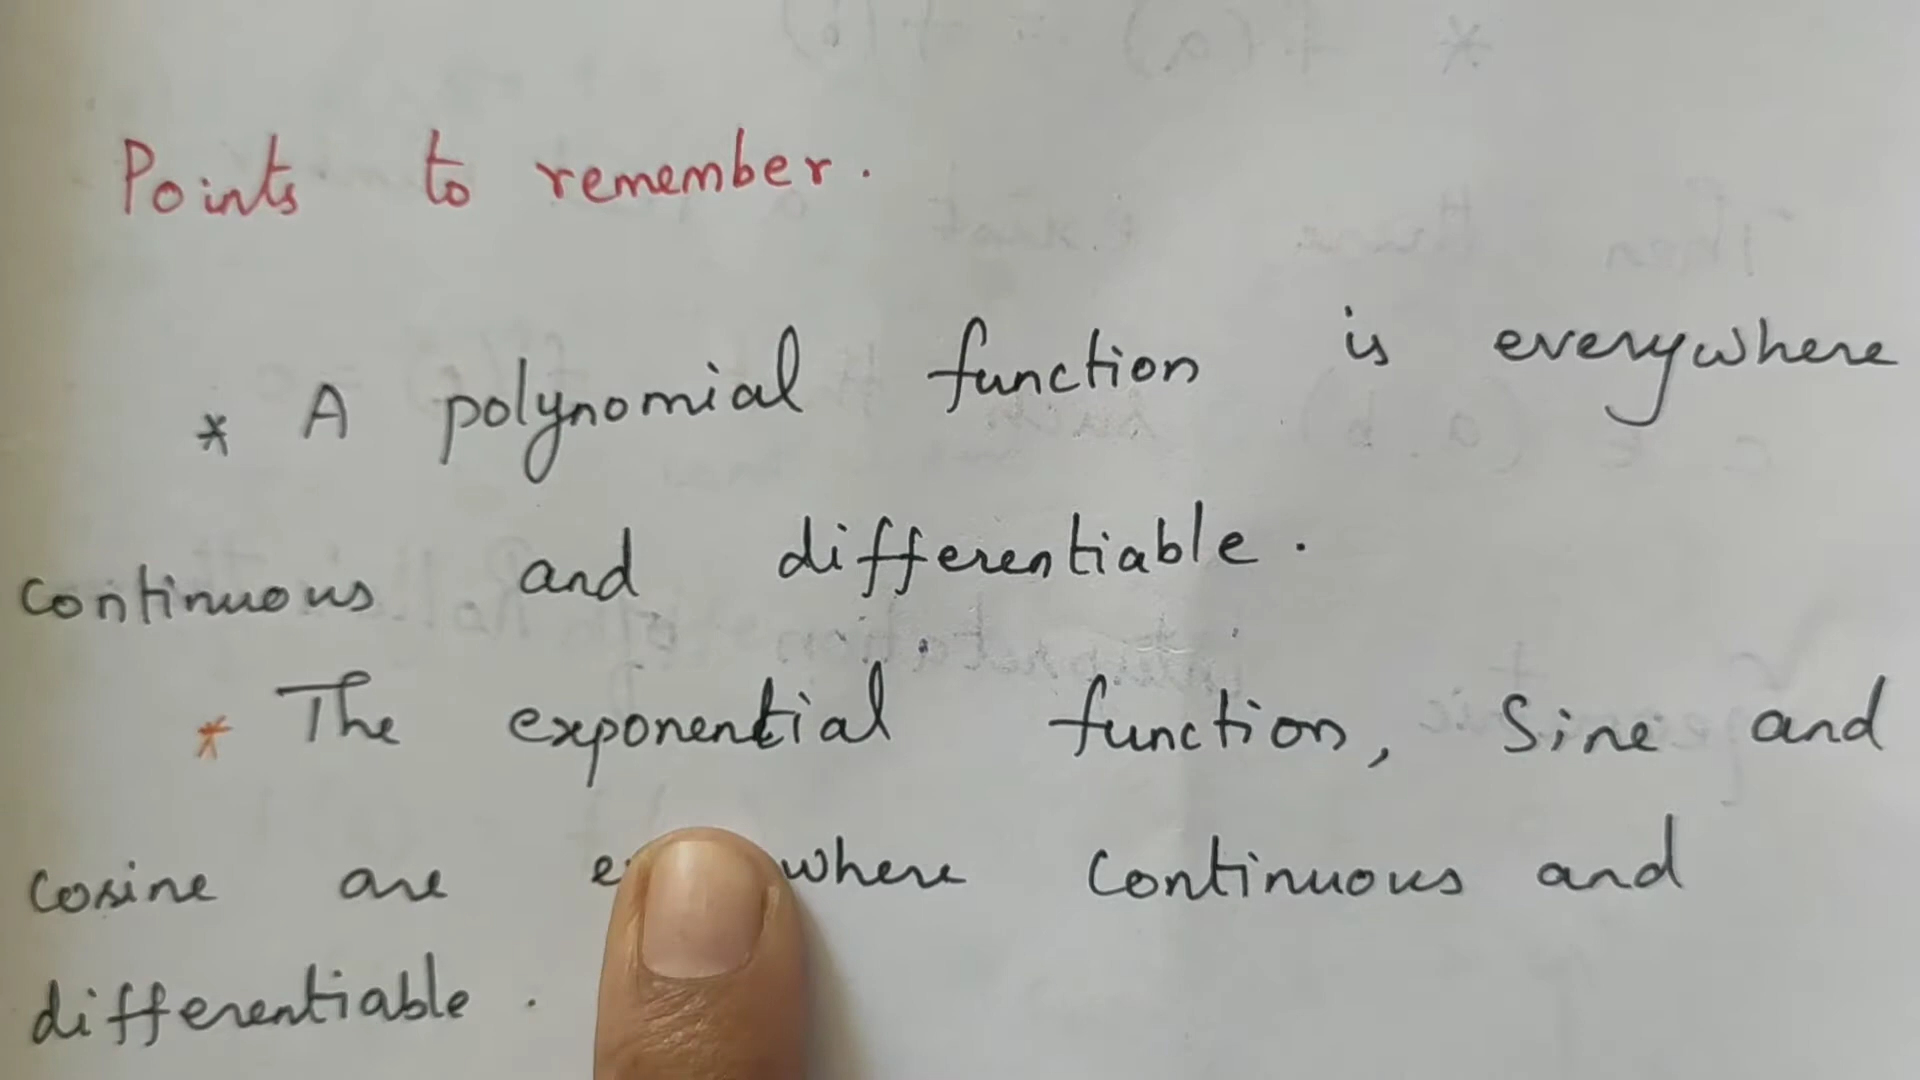 Points to remember.
* A polynomial function is everywhere
continuous and differentiable.
* The exponential function, Sine and
cosine are where continuous and
differentiable.